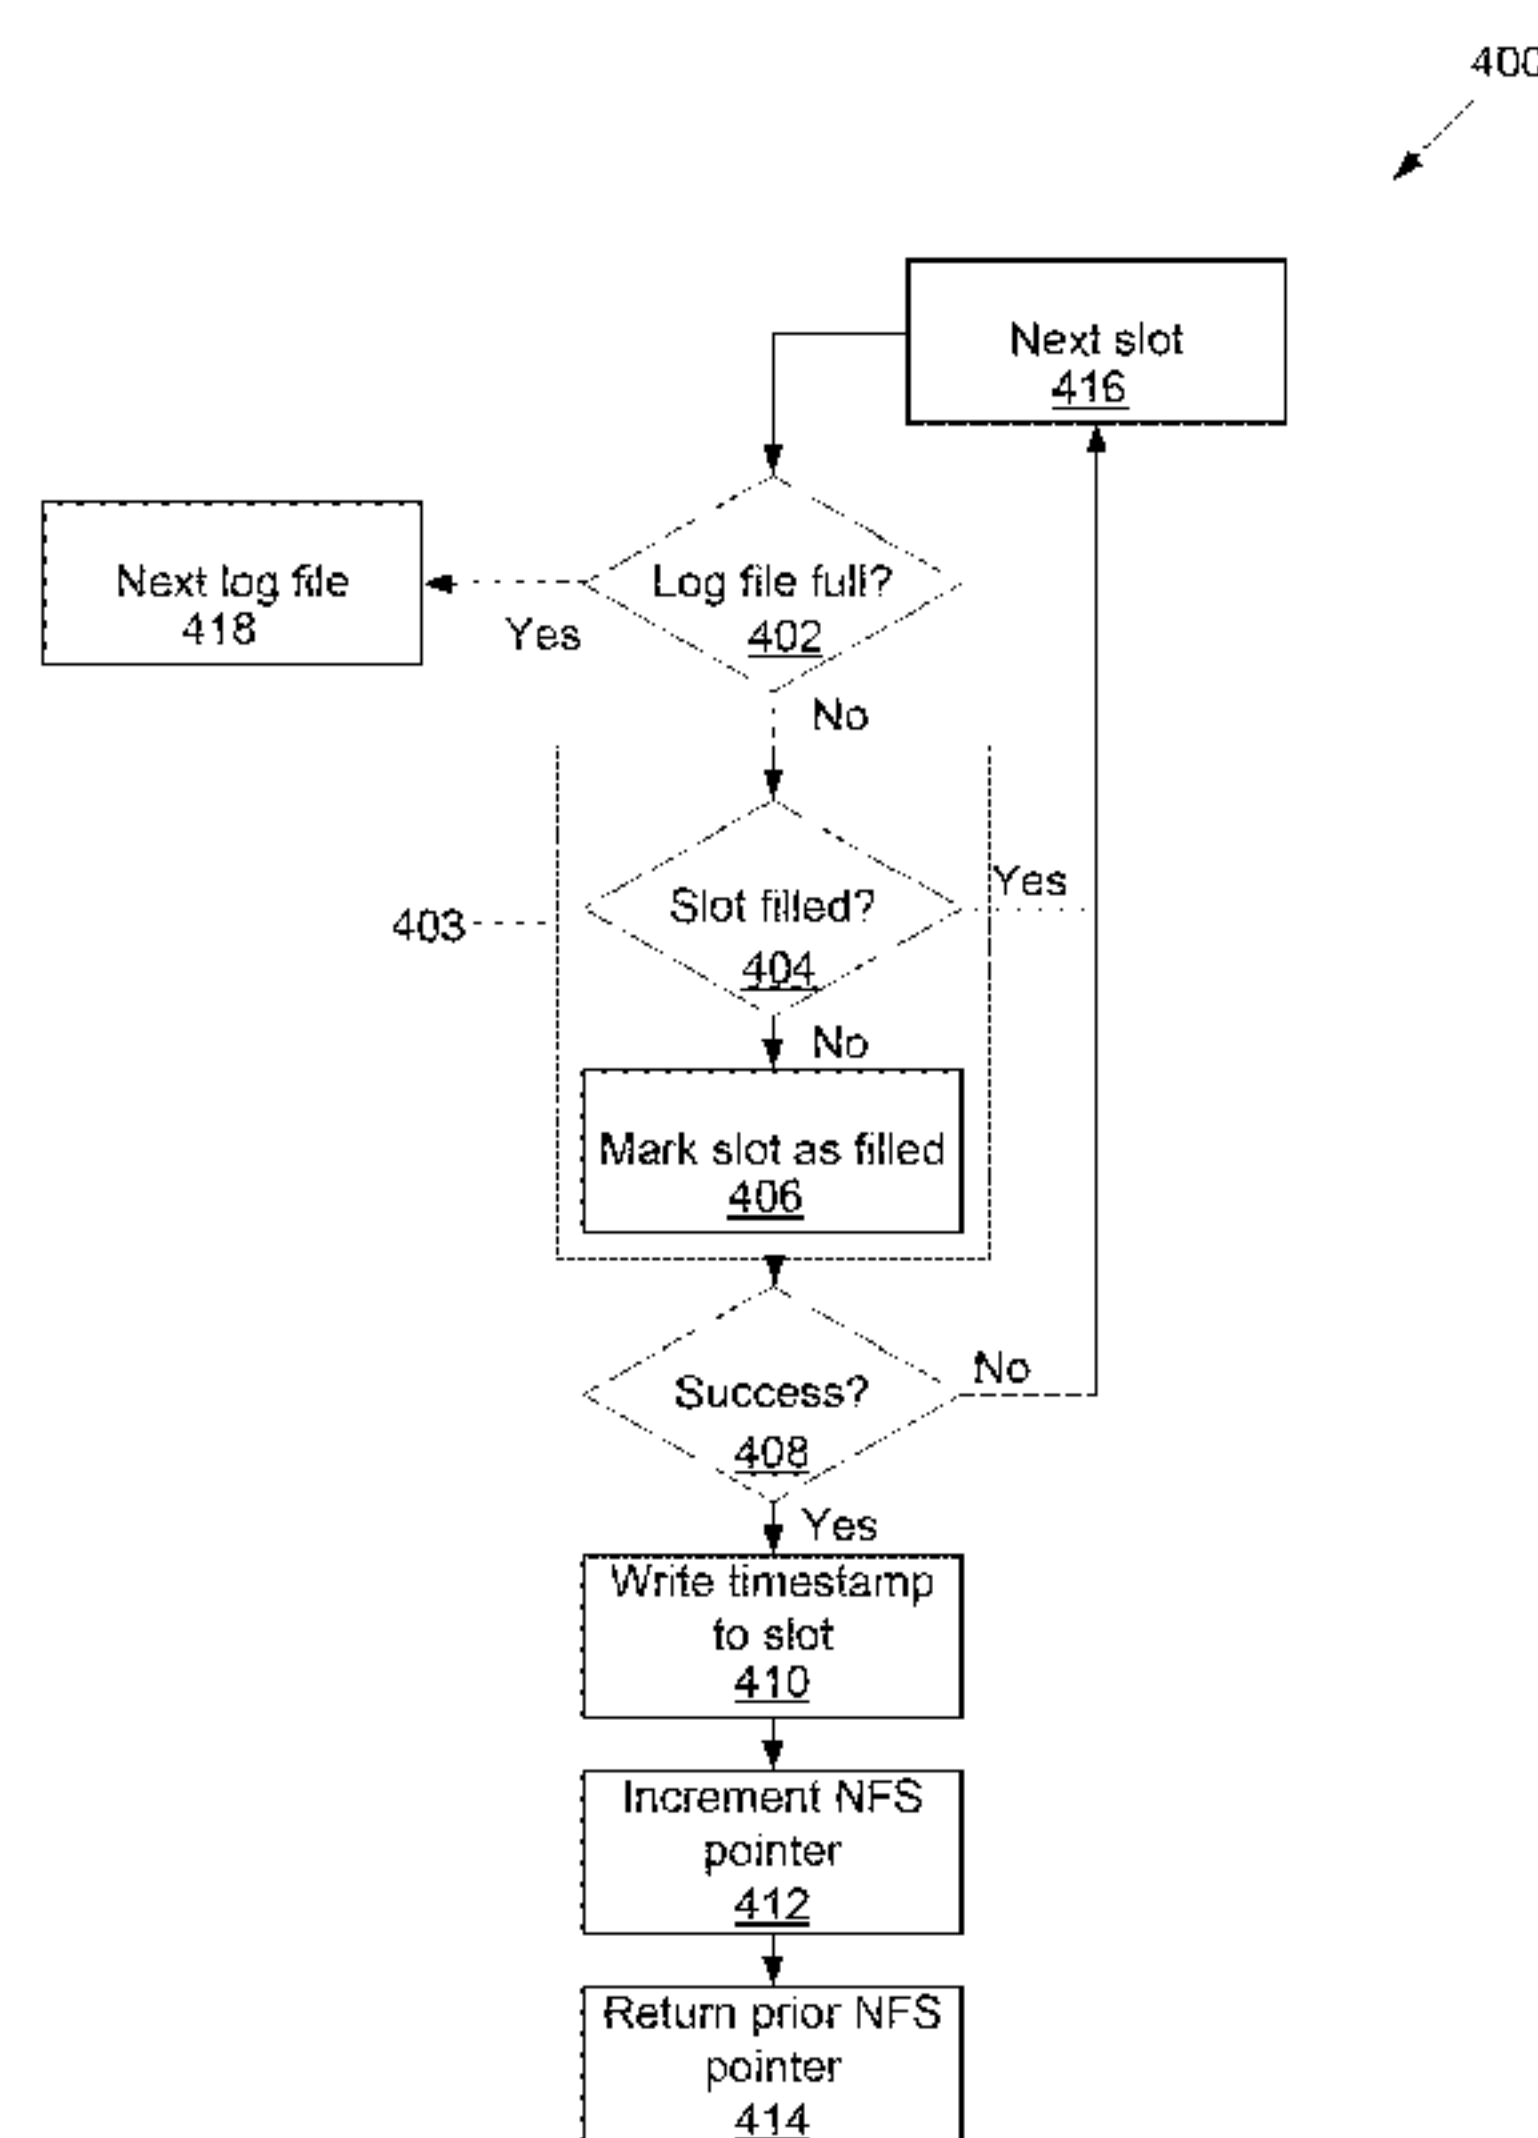 400
Next slot
416
Next log file
418
Log file full?
402
Yes
No
403
Slot filled?
404
Yes
No
Mark slot as filled
406
Success?
408
No
Yes
Write timestamp
to slot
410
Increment NFS
pointer
412
Return prior NFS
pointer
414